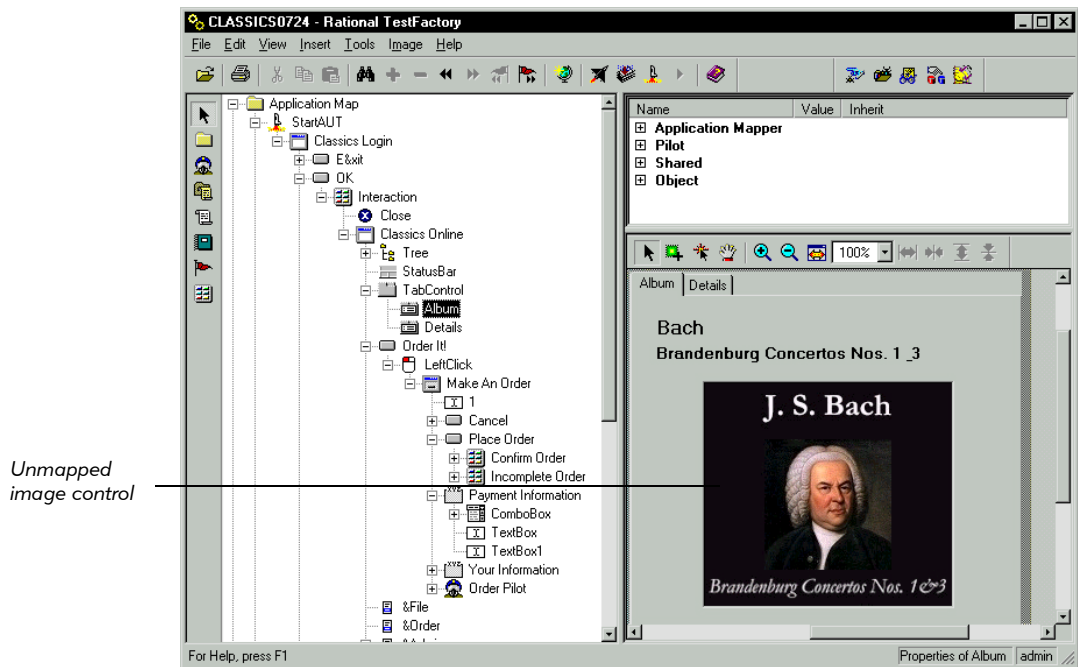 CLASSICS0724 - Rational TestFactory
File Edit View Insert Tools Image Help
Application Map
StartAUT
Classics Login
E&xit
OK
Interaction
Close
Classics Online
Tree
StatusBar
TabControl
Album
Details
Order It!
LeftClick
Make An Order
1
Cancel
Place Order
Confirm Order
Incomplete Order
Payment Information
ComboBox
TextBox
TextBox1
Your Information
Order Pilot
&File
&Order
Name Value Inherit
Application Mapper
Pilot
Shared
Object
100%
Album Details
Bach
Brandenburg Concertos Nos. 1 _3
J. S. Bach
Brandenburg Concertos Nos. 1&3
Unmapped
image control
For Help, press F1
Properties of Album admin